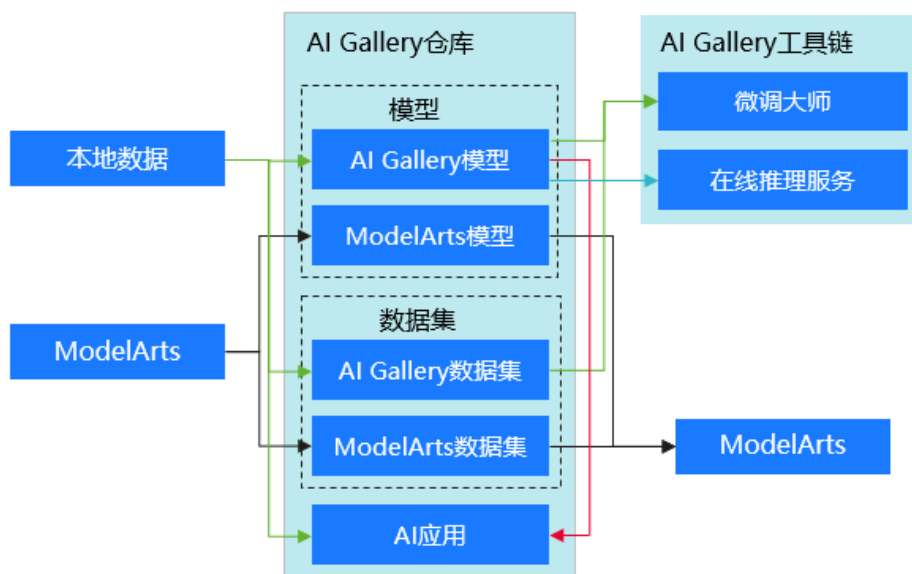 AI Gallery仓库
AI Gallery工具链
模型
微调大师
本地数据
AI Gallery模型
在线推理服务
ModelArts模型
数据集
ModelArts
AI Gallery数据集
ModelArts数据集
ModelArts
AI应用